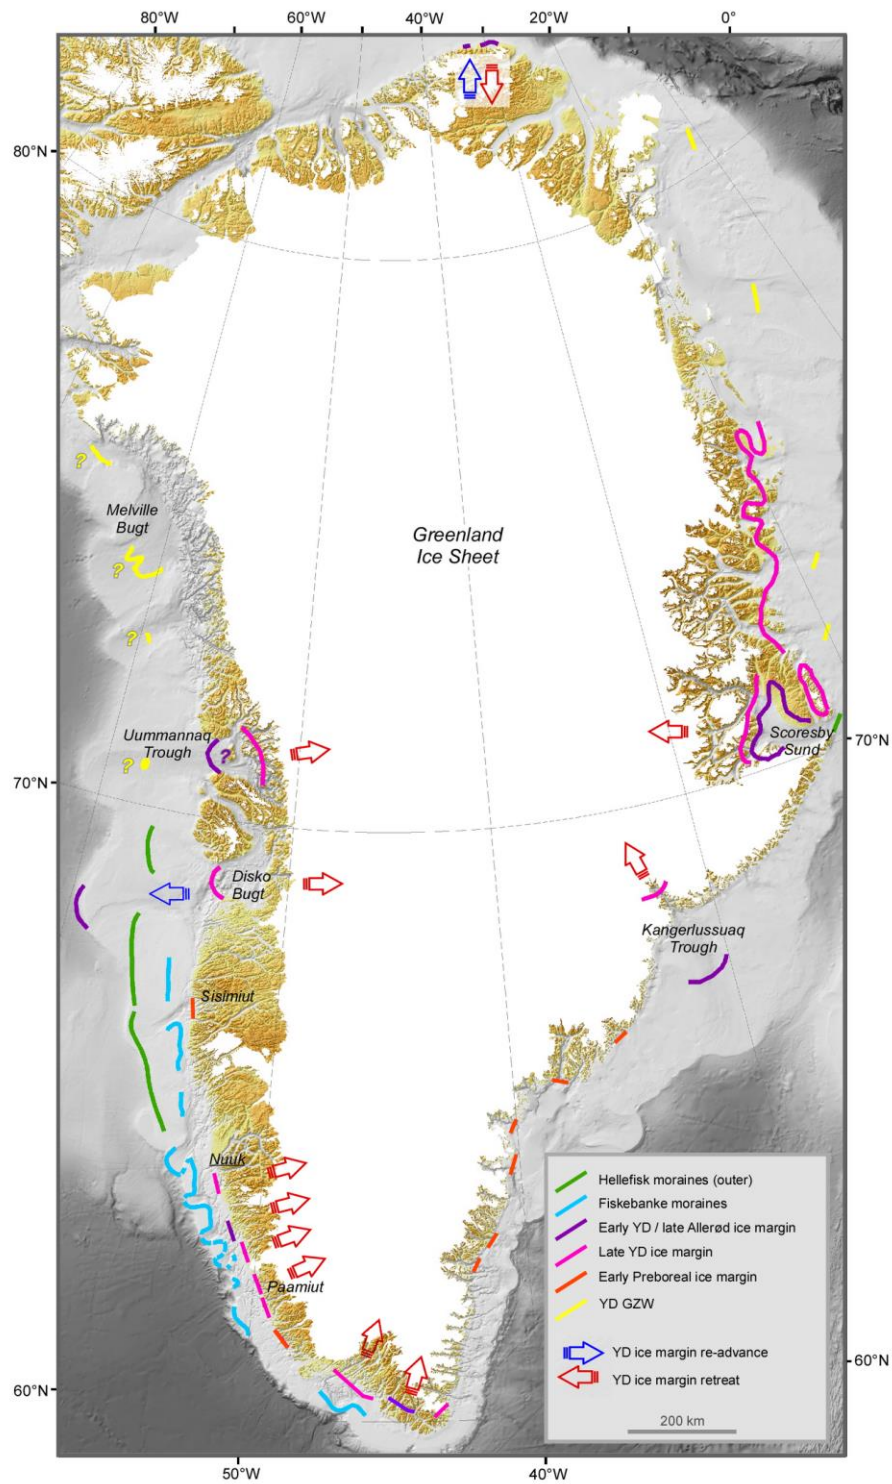 80°W
60°W
40°W
20°W
0°
80°N
?
Melville
Bugt
?
?
Greenland
Ice Sheet
Uummannaq
Trough
?
?
Scoresby
Sund
70°N
70°N
Disko
Bugt
Kangerlussuaq
Trough
Sisimiut
Nuuk
Paamiut
Hellefisk moraines (outer)
Fiskebanke moraines
Early YD / late Allerød ice margin
Late YD ice margin
Early Preboreal ice margin
YD GZW
YD ice margin re-advance
YD ice margin retreat
200 km
60°N
60°N
50°W
40°W